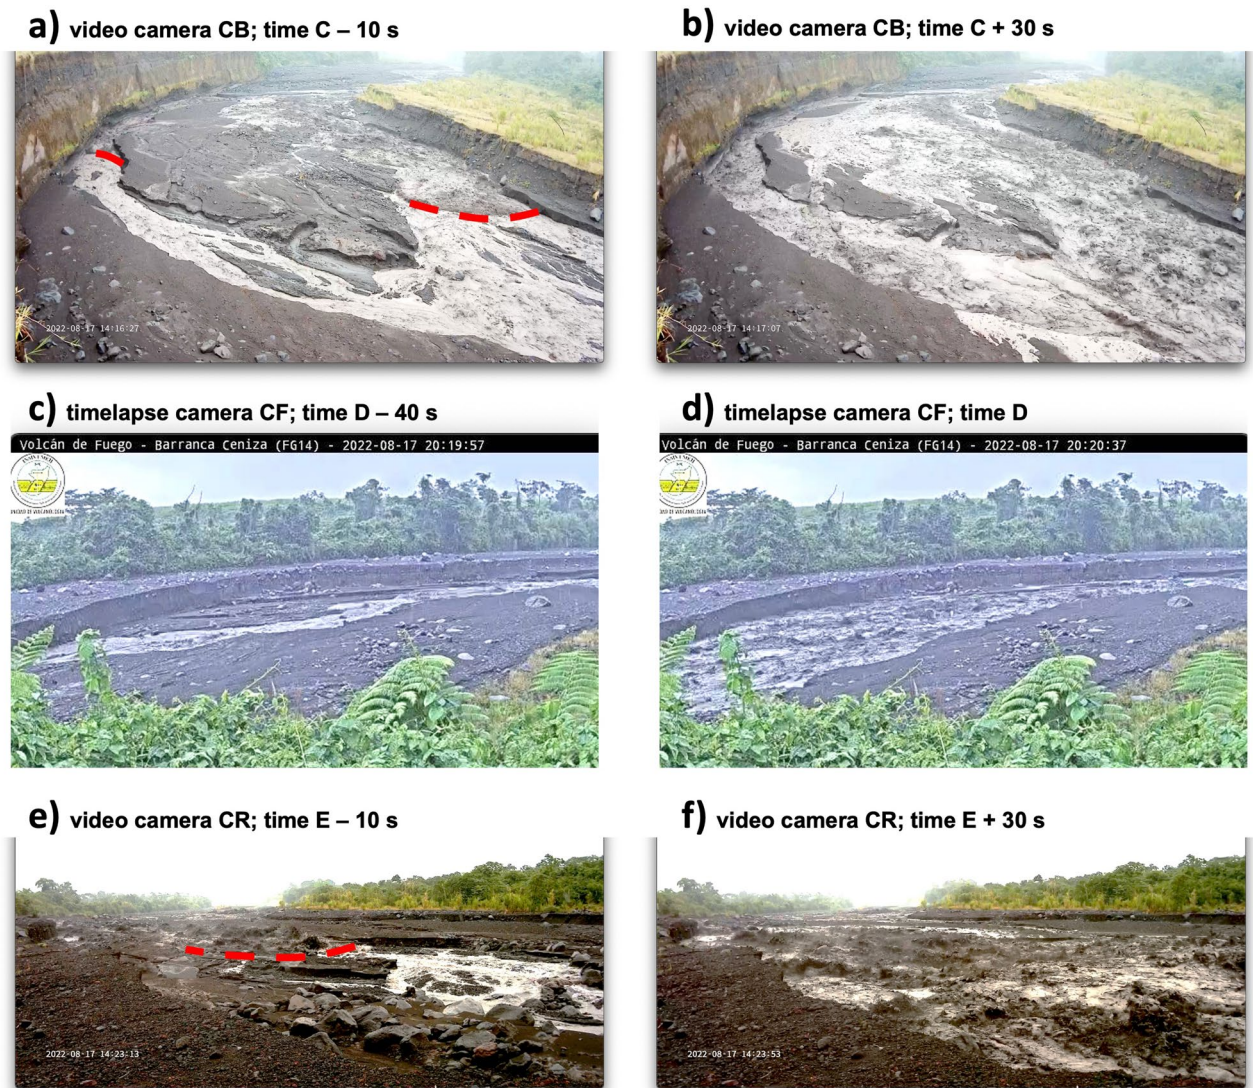 a) video camera CB; time C – 10 s
b) video camera CB; time C + 30 s
2022-08-17 14:16:27
2022-08-17 14:17:07
c) timelapse camera CF; time D – 40 s
d) timelapse camera CF; time D
Volcán de Fuego - Barranca Ceniza (FG14) - 2022-08-17 20:19:57
Volcán de Fuego - Barranca Ceniza (FG14) - 2022-08-17 20:20:37
e) video camera CR; time E – 10 s
f) video camera CR; time E + 30 s
2022-08-17 14:23:13
2022-08-17 14:23:53